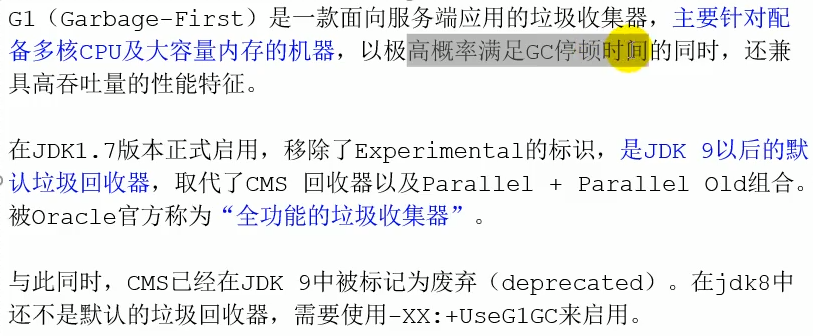 G1（Garbage-First）是一款面向服务端应用的垃圾收集器，主要针对配
备多核CPU及大容量内存的机器，以极高概率满足GC停顿时间的同时，还兼
具高吞吐量的性能特征。
在JDK1.7版本正式启用，移除了Experimental的标识，是JDK 9以后的默
认垃圾回收器，取代了CMS 回收器以及Parallel + Parallel Old组合。
被Oracle官方称为“全功能的垃圾收集器”。
与此同时，CMS已经在JDK 9中被标记为废弃（deprecated）。在jdk8中
还不是默认的垃圾回收器，需要使用-XX:+UseG1GC来启用。